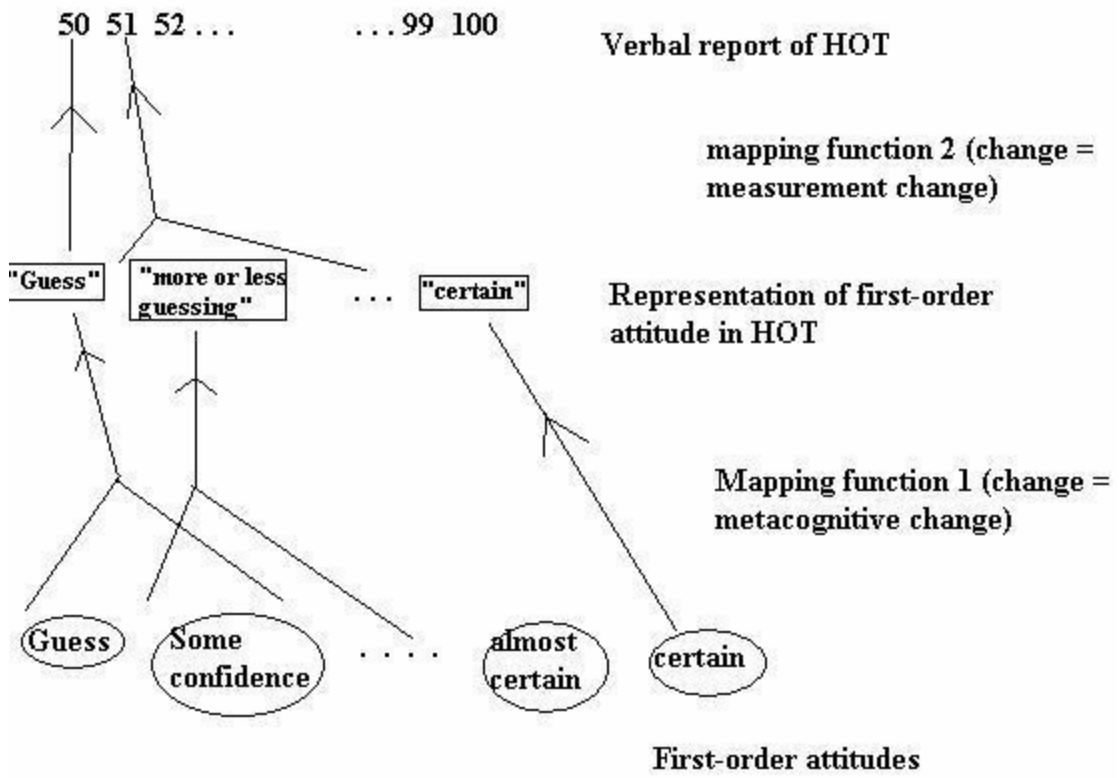 50 51 52 . . . . . . 99 100
Verbal report of HOT
mapping function 2 (change =
measurement change)
"Guess"
"more or less
guessing"
. . .
"certain"
Representation of first-order
attitude in HOT
Mapping function 1 (change =
metacognitive change)
Guess
Some
confidence
. . . .
almost
certain
certain
First-order attitudes